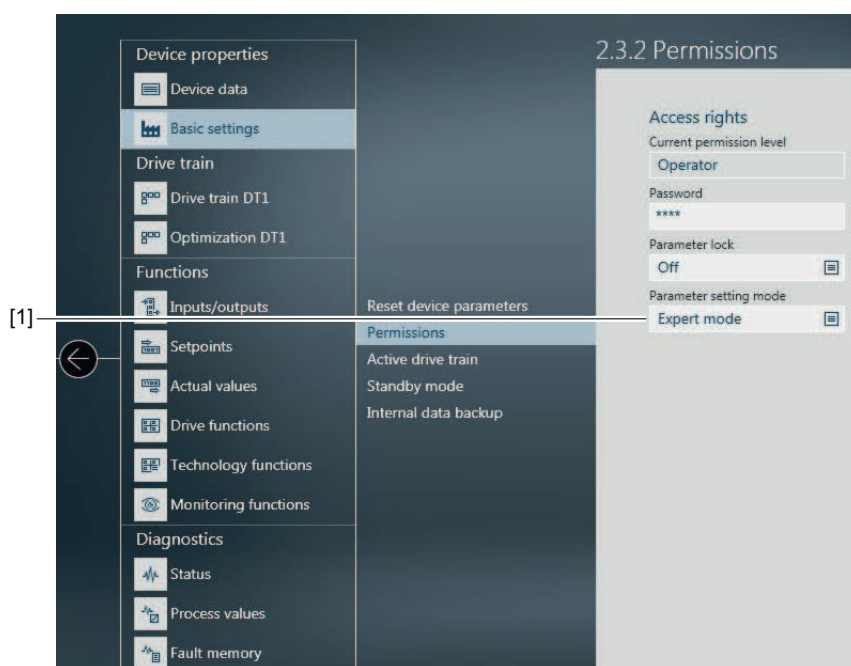 Device properties
Device data
Basic settings
Drive train
Drive train DT1
Optimization DT1
Functions
Inputs/outputs
Setpoints
Actual values
Drive functions
Technology functions
Monitoring functions
Diagnostics
Status
Process values
Fault memory
Reset device parameters
Permissions
Active drive train
Standby mode
Internal data backup
2.3.2 Permissions
Access rights
Current permission level
Operator
Password
****
Parameter lock
Off
Parameter setting mode
Expert mode
[1]